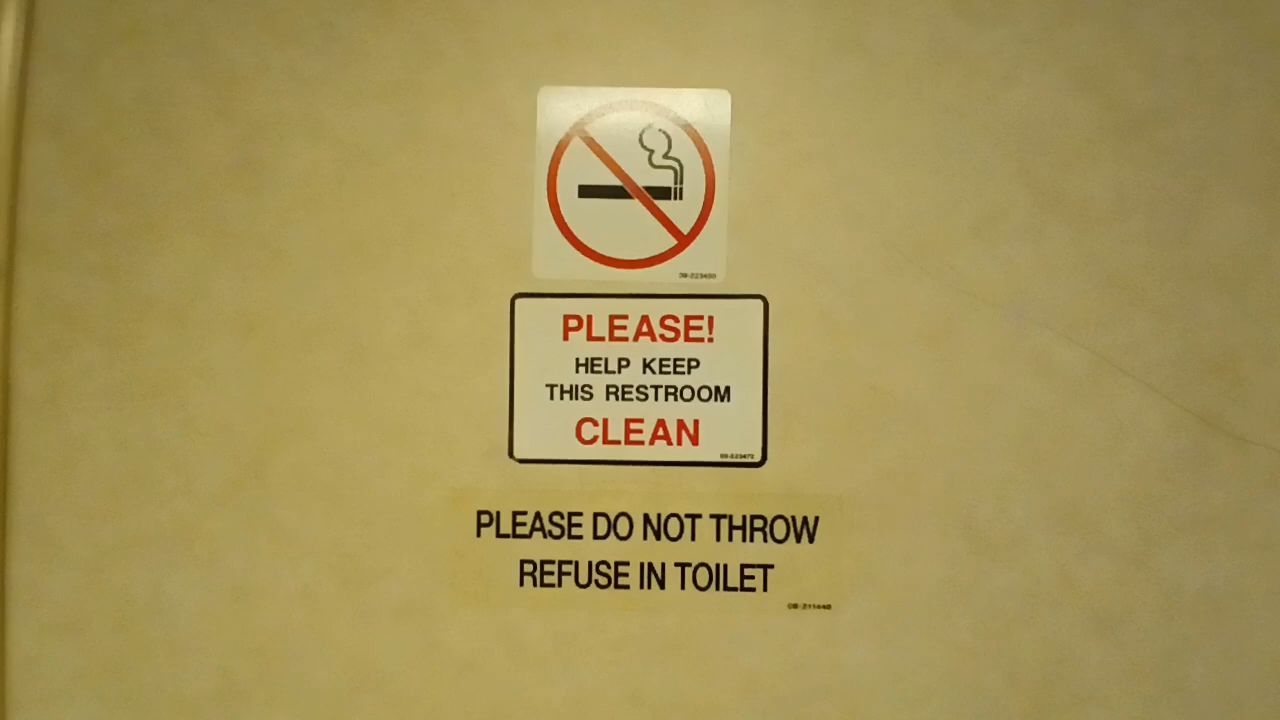 PLEASE!
HELP KEEP
THIS RESTROOM
CLEAN
PLEASE DO NOT THROW
REFUSE IN TOILET